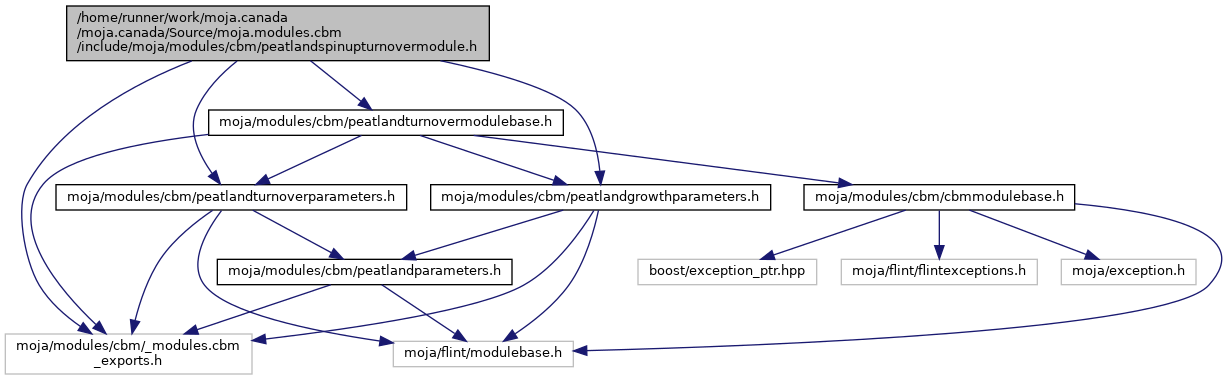 /home/runner/work/moja.canada
/moja.canada/Source/moja.modules.cbm
/include/moja/modules/cbm/peatlandspinupturnovermodule.h
moja/modules/cbm/peatlandturnovermodulebase.h
moja/modules/cbm/peatlandturnoverparameters.h
moja/modules/cbm/peatlandgrowthparameters.h
moja/modules/cbm/cbmmodulebase.h
moja/modules/cbm/peatlandparameters.h
boost/exception_ptr.hpp
moja/flint/flintexceptions.h
moja/exception.h
moja/modules/cbm/_modules.cbm
_exports.h
moja/flint/modulebase.h